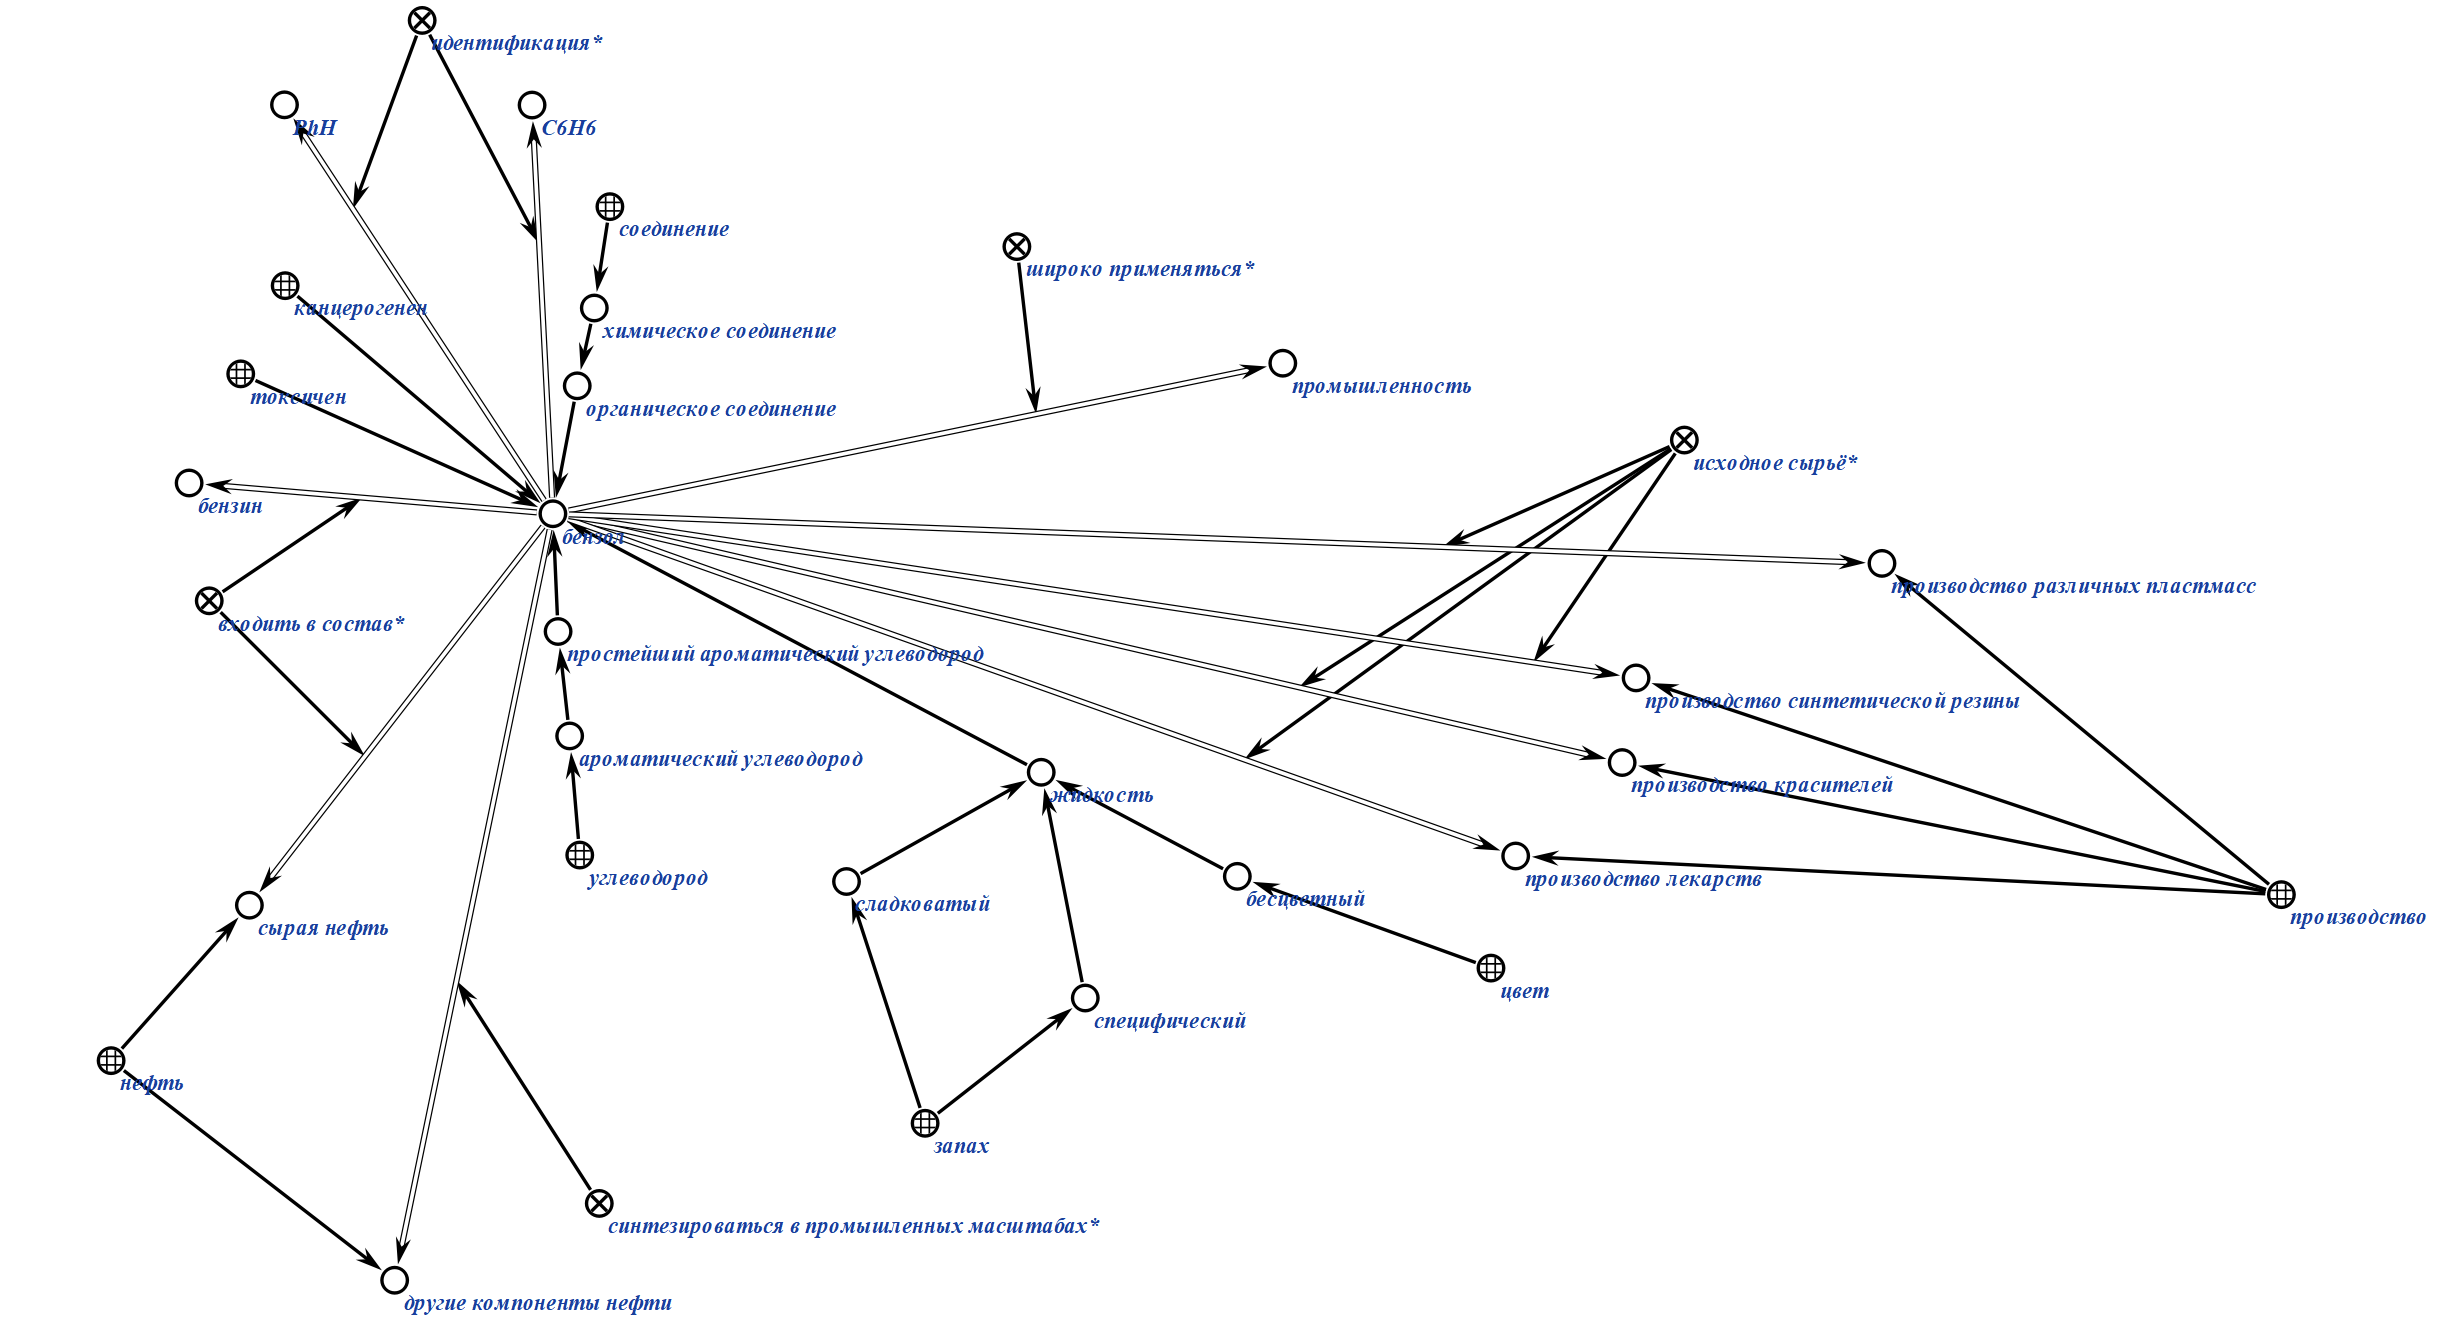 идентификация*
PhH
C6H6
соединение
широко применяться*
канцерогенен
химическое соединение
промышленность
токсичен
органическое соединение
исходное сырьё*
бензин
бензол
производство различных пластмасс
входить в состав*
простейший ароматический углеводород
производство синтетической резины
ароматический углеводород
производство красителей
жидкость
углеводород
производство лекарств
сладковатый
бесцветный
производство
сырая нефть
цвет
специфический
нефть
запах
синтезироваться в промышленных масштабах*
другие компоненты нефти